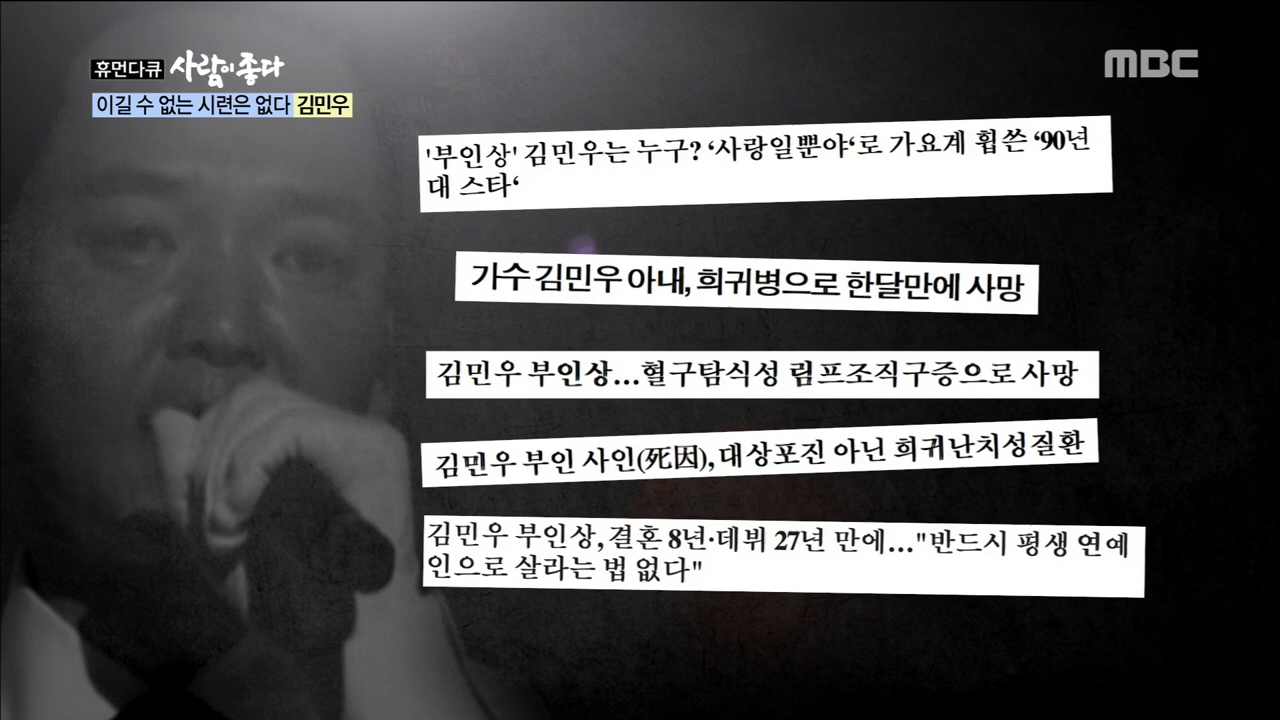 휴먼다큐 사람이 좋다
MBC
이길 수 없는 시련은 없다 김민우
'부인상' 김민우는 누구? ‘사랑일뿐야‘로 가요계 휩쓴 ‘90년
대 스타‘
가수 김민우 아내, 희귀병으로 한달만에 사망
김민우 부인상...혈구탐식성 림프조직구증으로 사망
김민우 부인 사인(死因), 대상포진 아닌 희귀난치성질환
김민우 부인상, 결혼 8년·데뷔 27년 만에..."반드시 평생 연예
인으로 살라는 법 없다"